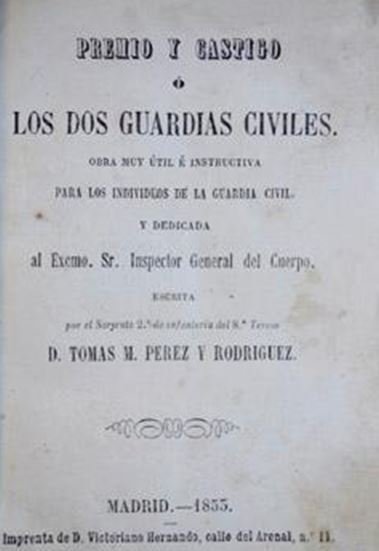 PREMIO Y CASTIGO
Ó
LOS DOS GUARDIAS CIVILES.
OBRA MUY ÚTIL É INSTRUCTIVA
PARA LOS INDIVIDUOS DE LA GUARDIA CIVIL.
Y DEDICADA
al Excmo. Sr. Inspector General del Cuerpo.
ESCRITA
por el Sargento 2.º de infantería del 8.º Tercio
D. TOMAS M. PEREZ Y RODRIGUEZ.
MADRID.—1855.
Imprenta de D. Victoriano Hernando, calle del Arenal, n.º 11.